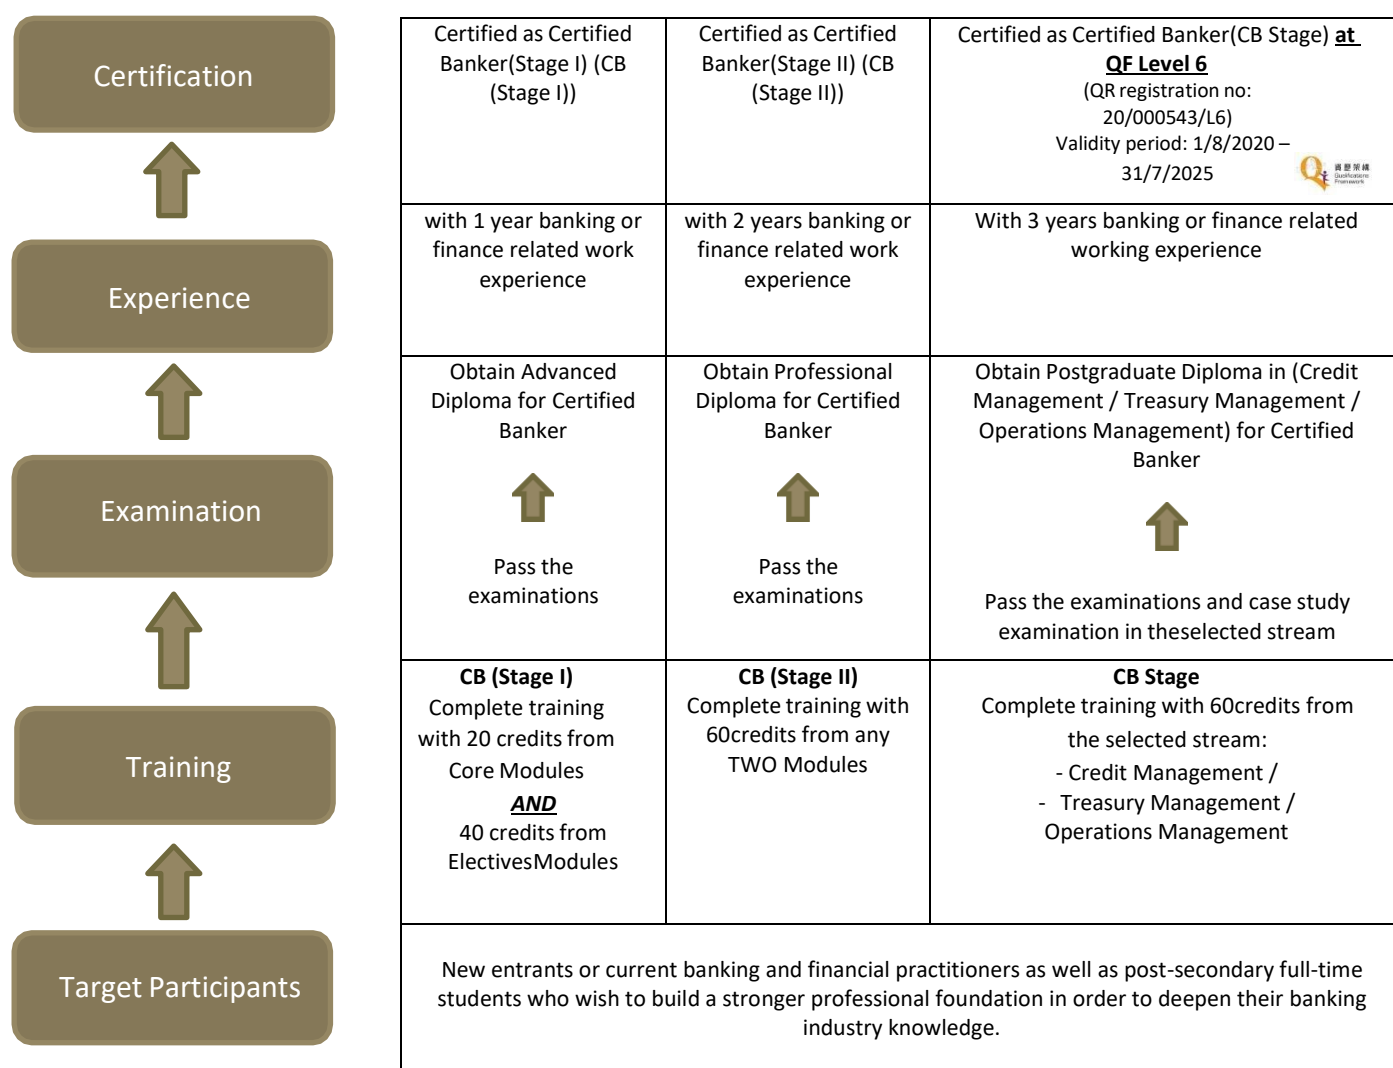 Certification
Certified as Certified
Banker(Stage I) (CB
(Stage I))
Certified as Certified
Banker(Stage II) (CB
(Stage II))
Certified as Certified Banker(CB Stage) at
QF Level 6
(QR registration no:
20/000543/L6)
Validity period: 1/8/2020 –
31/7/2025
資歷架構
Qualifications
Framework
Experience
with 1 year banking or
finance related work
experience
with 2 years banking or
finance related work
experience
With 3 years banking or finance related
working experience
Examination
Obtain Advanced
Diploma for Certified
Banker
Pass the
examinations
Obtain Professional
Diploma for Certified
Banker
Pass the
examinations
Obtain Postgraduate Diploma in (Credit
Management / Treasury Management /
Operations Management) for Certified
Banker
Pass the examinations and case study
examination in theselected stream
Training
CB (Stage I)
Complete training
with 20 credits from
Core Modules
AND
40 credits from
ElectivesModules
CB (Stage II)
Complete training with
60credits from any
TWO Modules
CB Stage
Complete training with 60credits from
the selected stream:
- Credit Management /
- Treasury Management /
Operations Management
Target Participants
New entrants or current banking and financial practitioners as well as post-secondary full-time
students who wish to build a stronger professional foundation in order to deepen their banking
industry knowledge.